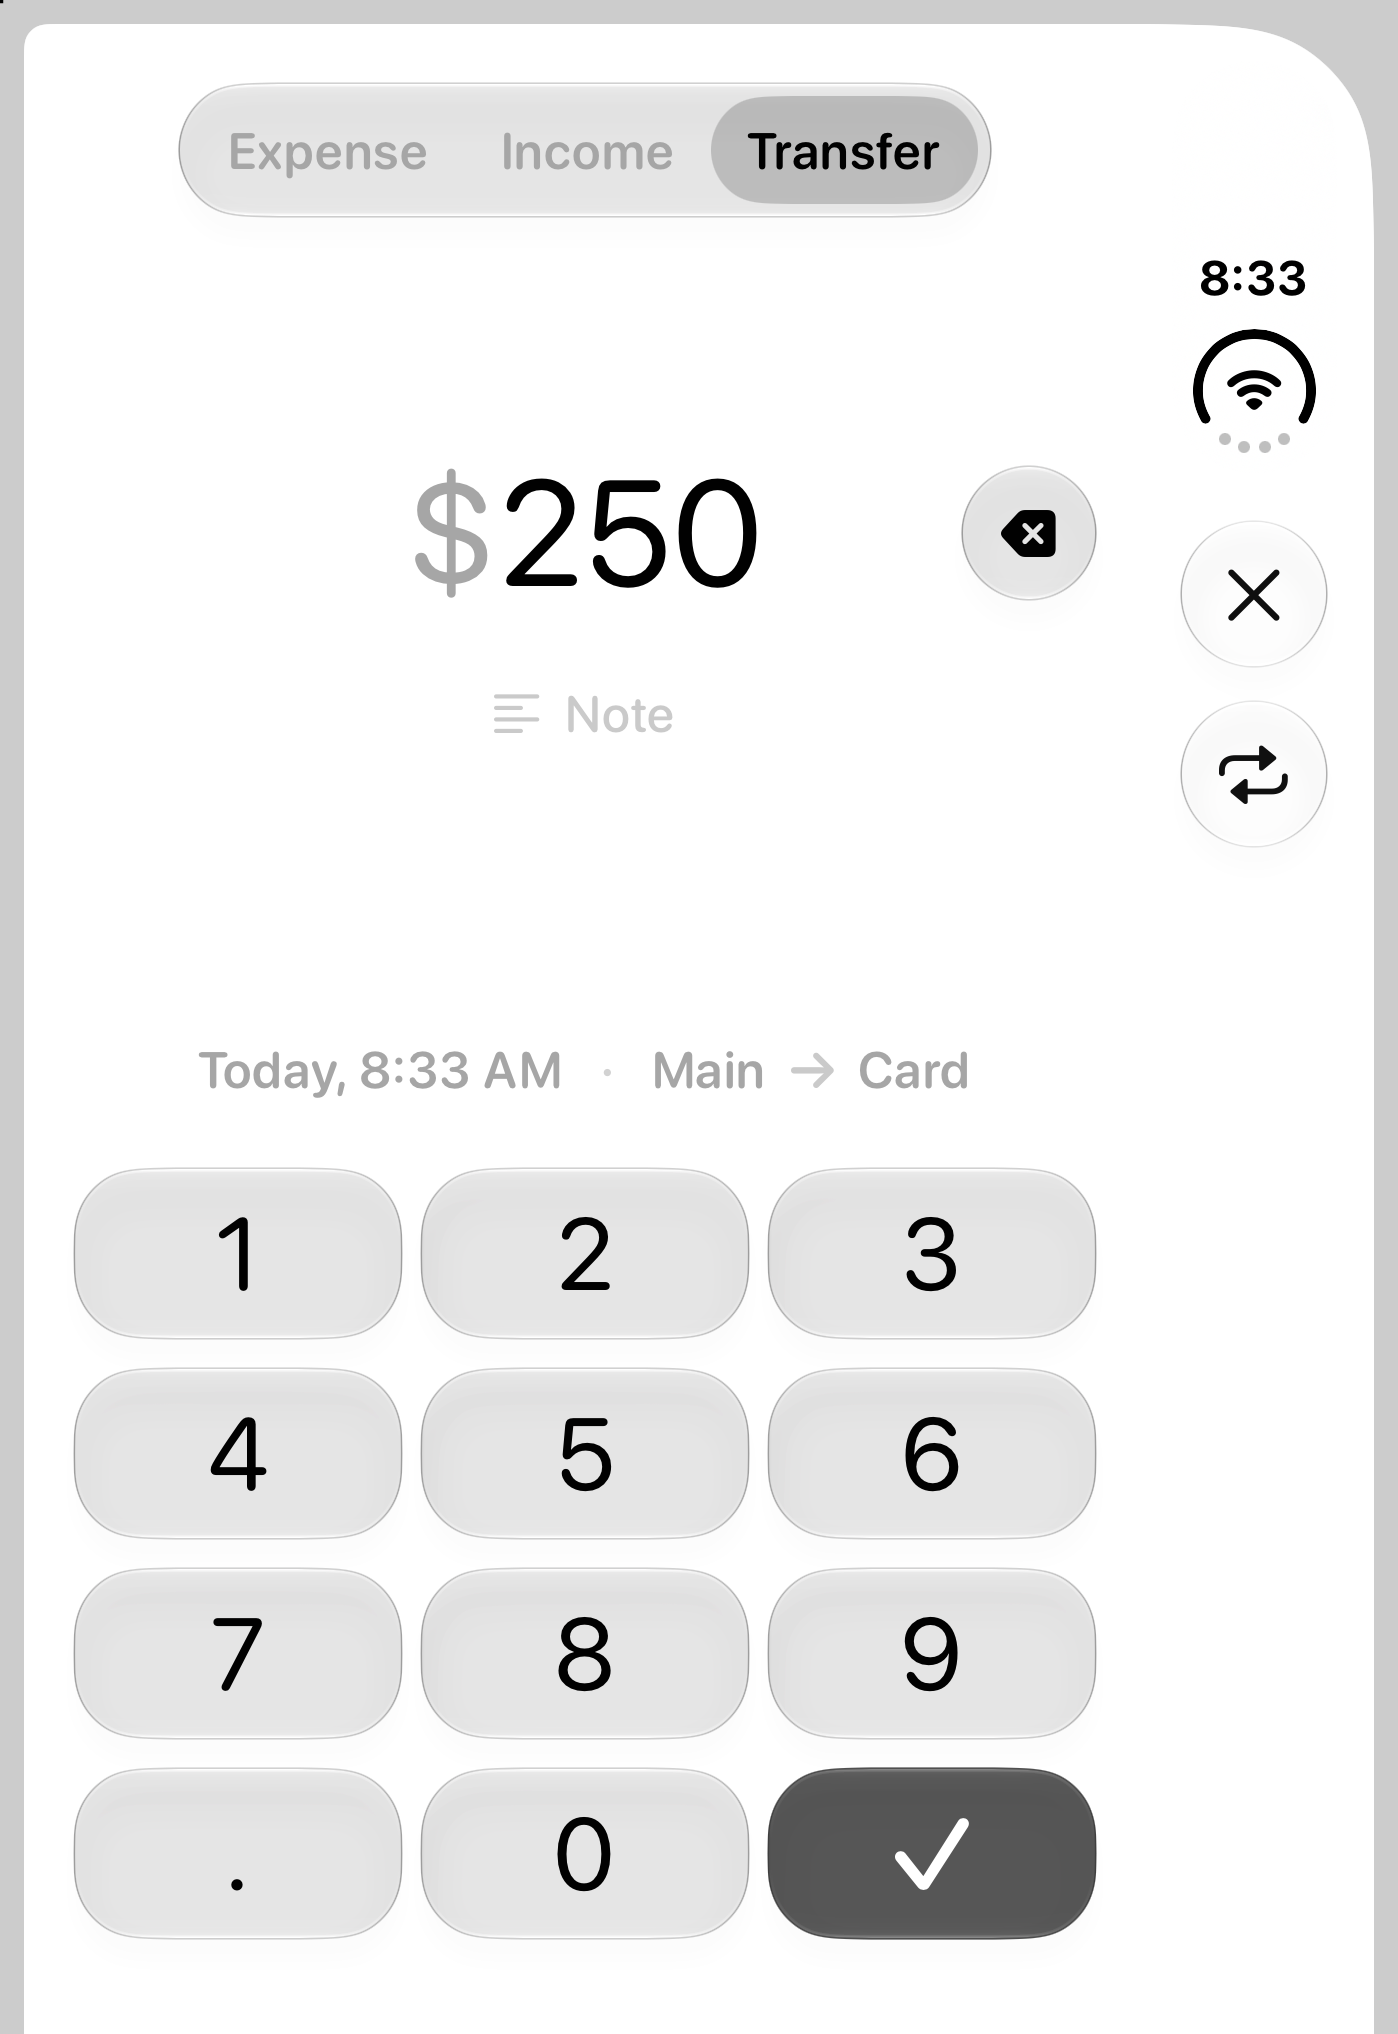 Expense Income Transfer
8:33
$250
Note
Today, 8:33 AM · Main → Card
1 2 3
4 5 6
7 8 9
. 0